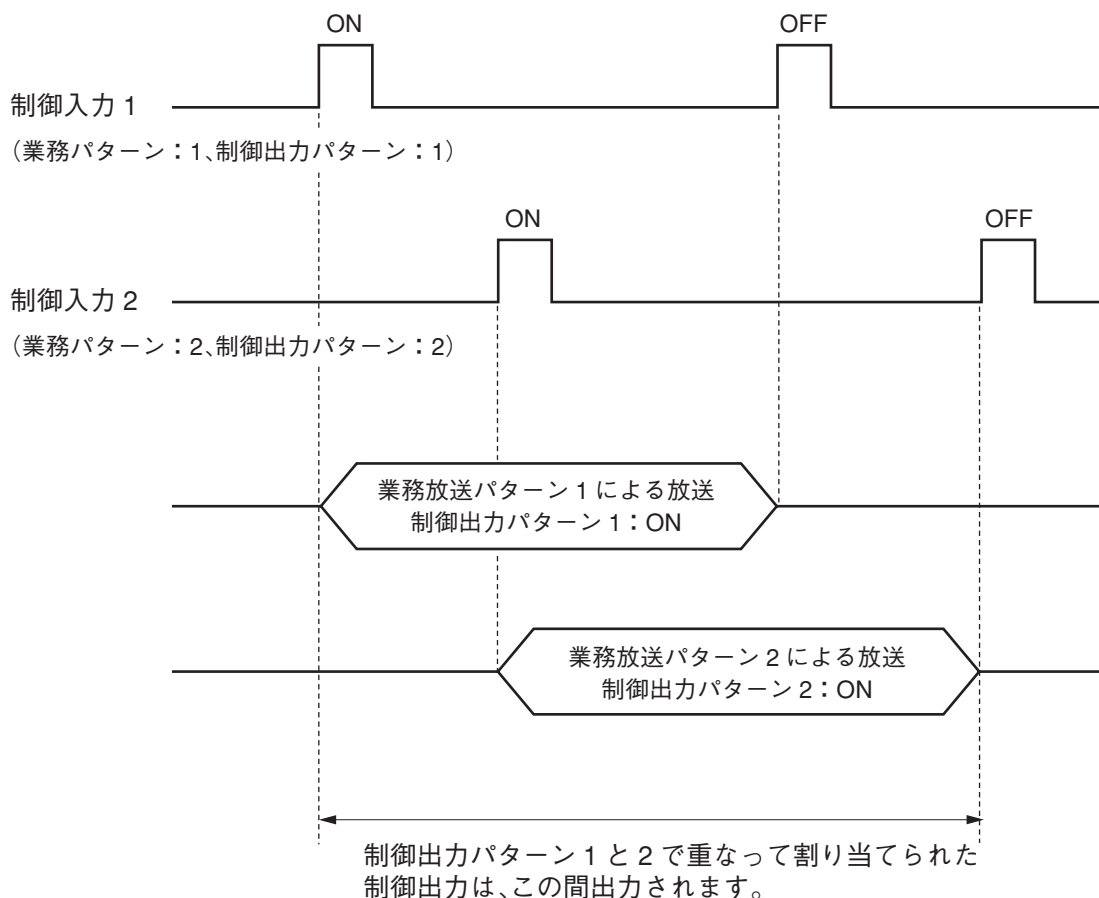 ON
OFF
制御入力 1
（業務パターン：1、制御出力パターン：1）
ON
OFF
制御入力 2
（業務パターン：2、制御出力パターン：2）
業務放送パターン 1 による放送
制御出力パターン 1：ON
業務放送パターン 2 による放送
制御出力パターン 2：ON
制御出力パターン 1 と 2 で重なって割り当てられた
制御出力は、この間出力されます。